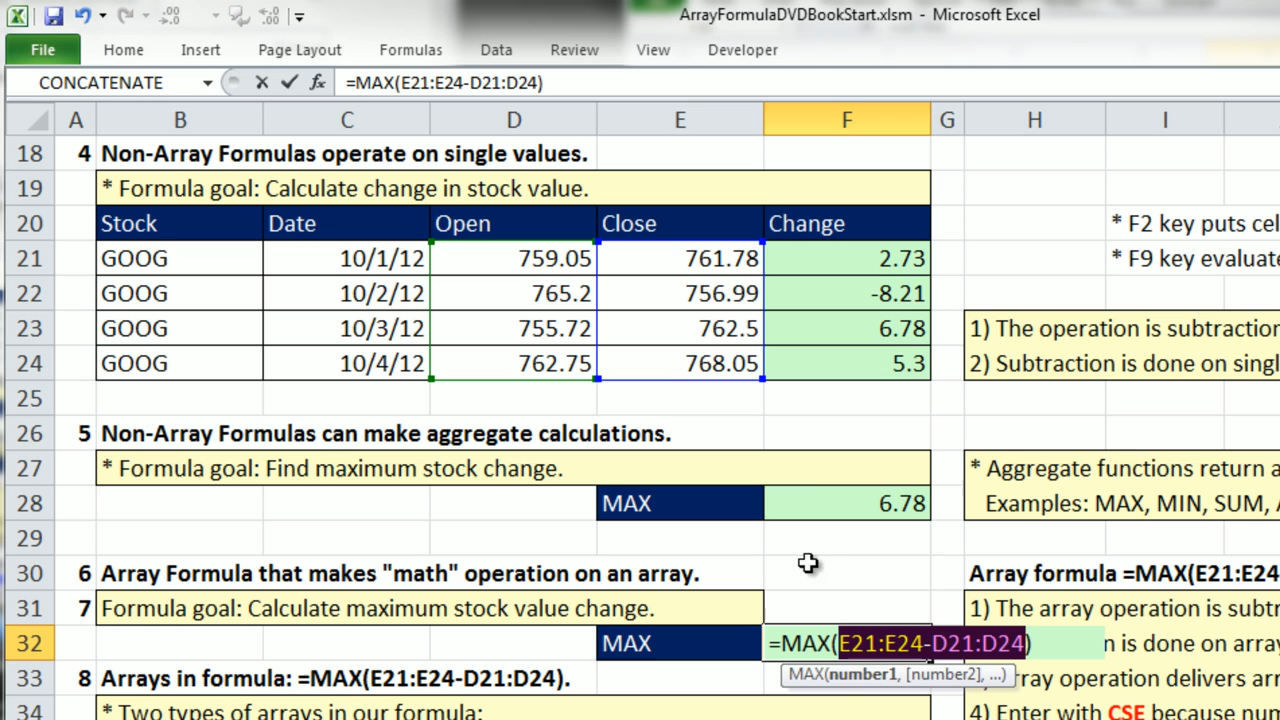 ArrayFormulaDVDBookStart.xlsm - Microsoft Excel
File Home Insert Page Layout Formulas Data Review View Developer
CONCATENATE fx =MAX(E21:E24-D21:D24)
A B C D E F G H I
18 4 Non-Array Formulas operate on single values.
19 * Formula goal: Calculate change in stock value.
20 Stock Date Open Close Change * F2 key puts cel
21 GOOG 10/1/12 759.05 761.78 2.73 * F9 key evaluate
22 GOOG 10/2/12 765.2 756.99 -8.21
23 GOOG 10/3/12 755.72 762.5 6.78 1) The operation is subtraction
24 GOOG 10/4/12 762.75 768.05 5.3 2) Subtraction is done on singl
25
26 5 Non-Array Formulas can make aggregate calculations.
27 * Formula goal: Find maximum stock change. * Aggregate functions return a
28 MAX 6.78 Examples: MAX, MIN, SUM, A
29
30 6 Array Formula that makes "math" operation on an array. Array formula =MAX(E21:E24
31 7 Formula goal: Calculate maximum stock value change. 1) The array operation is subtr
32 MAX =MAX(E21:E24-D21:D24) n is done on array
MAX(number1, [number2], ...)
33 8 Arrays in formula: =MAX(E21:E24-D21:D24). rray operation delivers arr
34 * Two types of arrays in our formula: 4) Enter with CSE because num